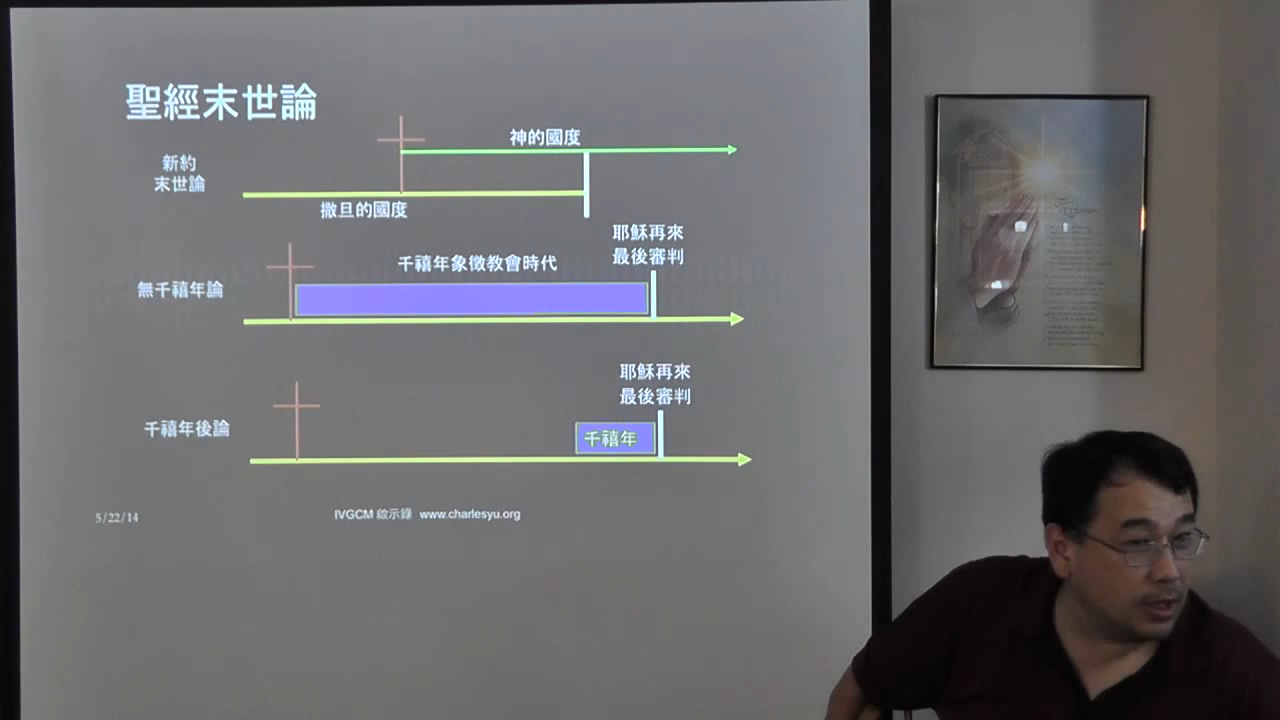 聖經末世論
神的國度
新約
末世論
撒旦的國度
耶穌再來
最後審判
千禧年象徵教會時代
無千禧年論
耶穌再來
最後審判
千禧年後論
千禧年
5/22/14
IVGCM 啟示錄 www.charlesyu.org